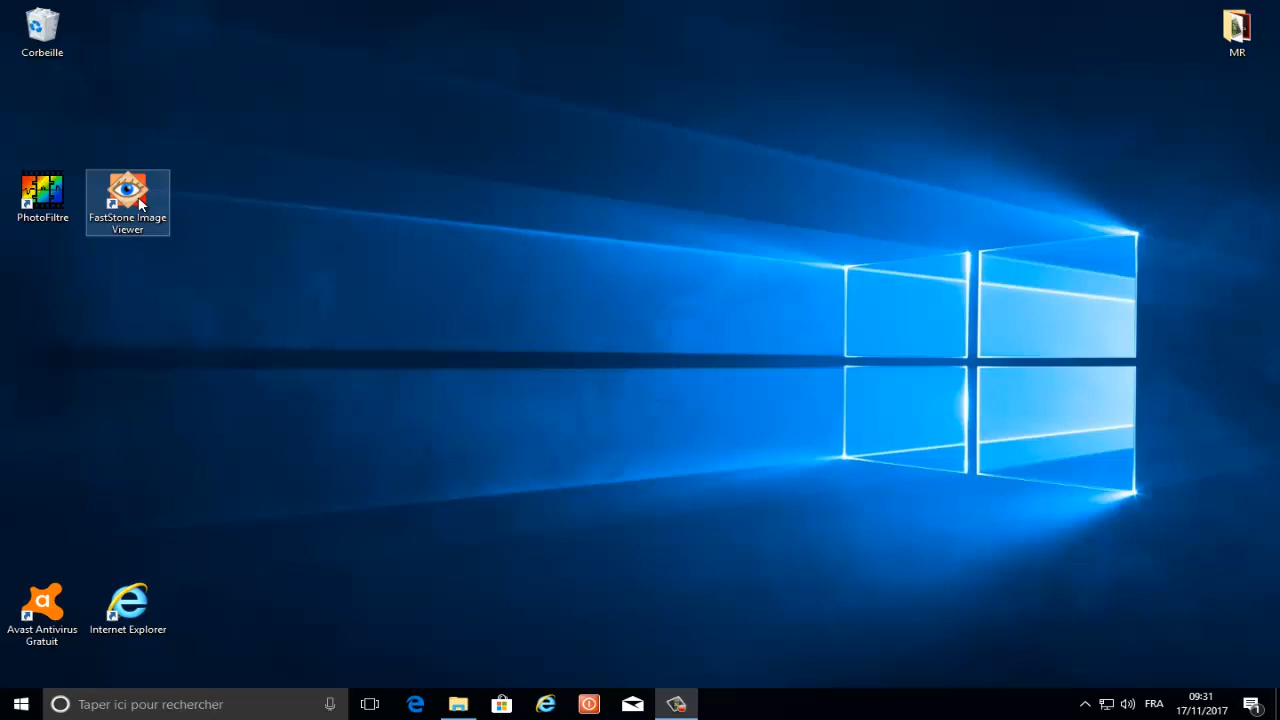 Corbeille
MR
PhotoFiltre
FastStone Image
Viewer
Avast Antivirus
Gratuit
Internet Explorer
Taper ici pour rechercher
FRA
09:31
17/11/2017
1